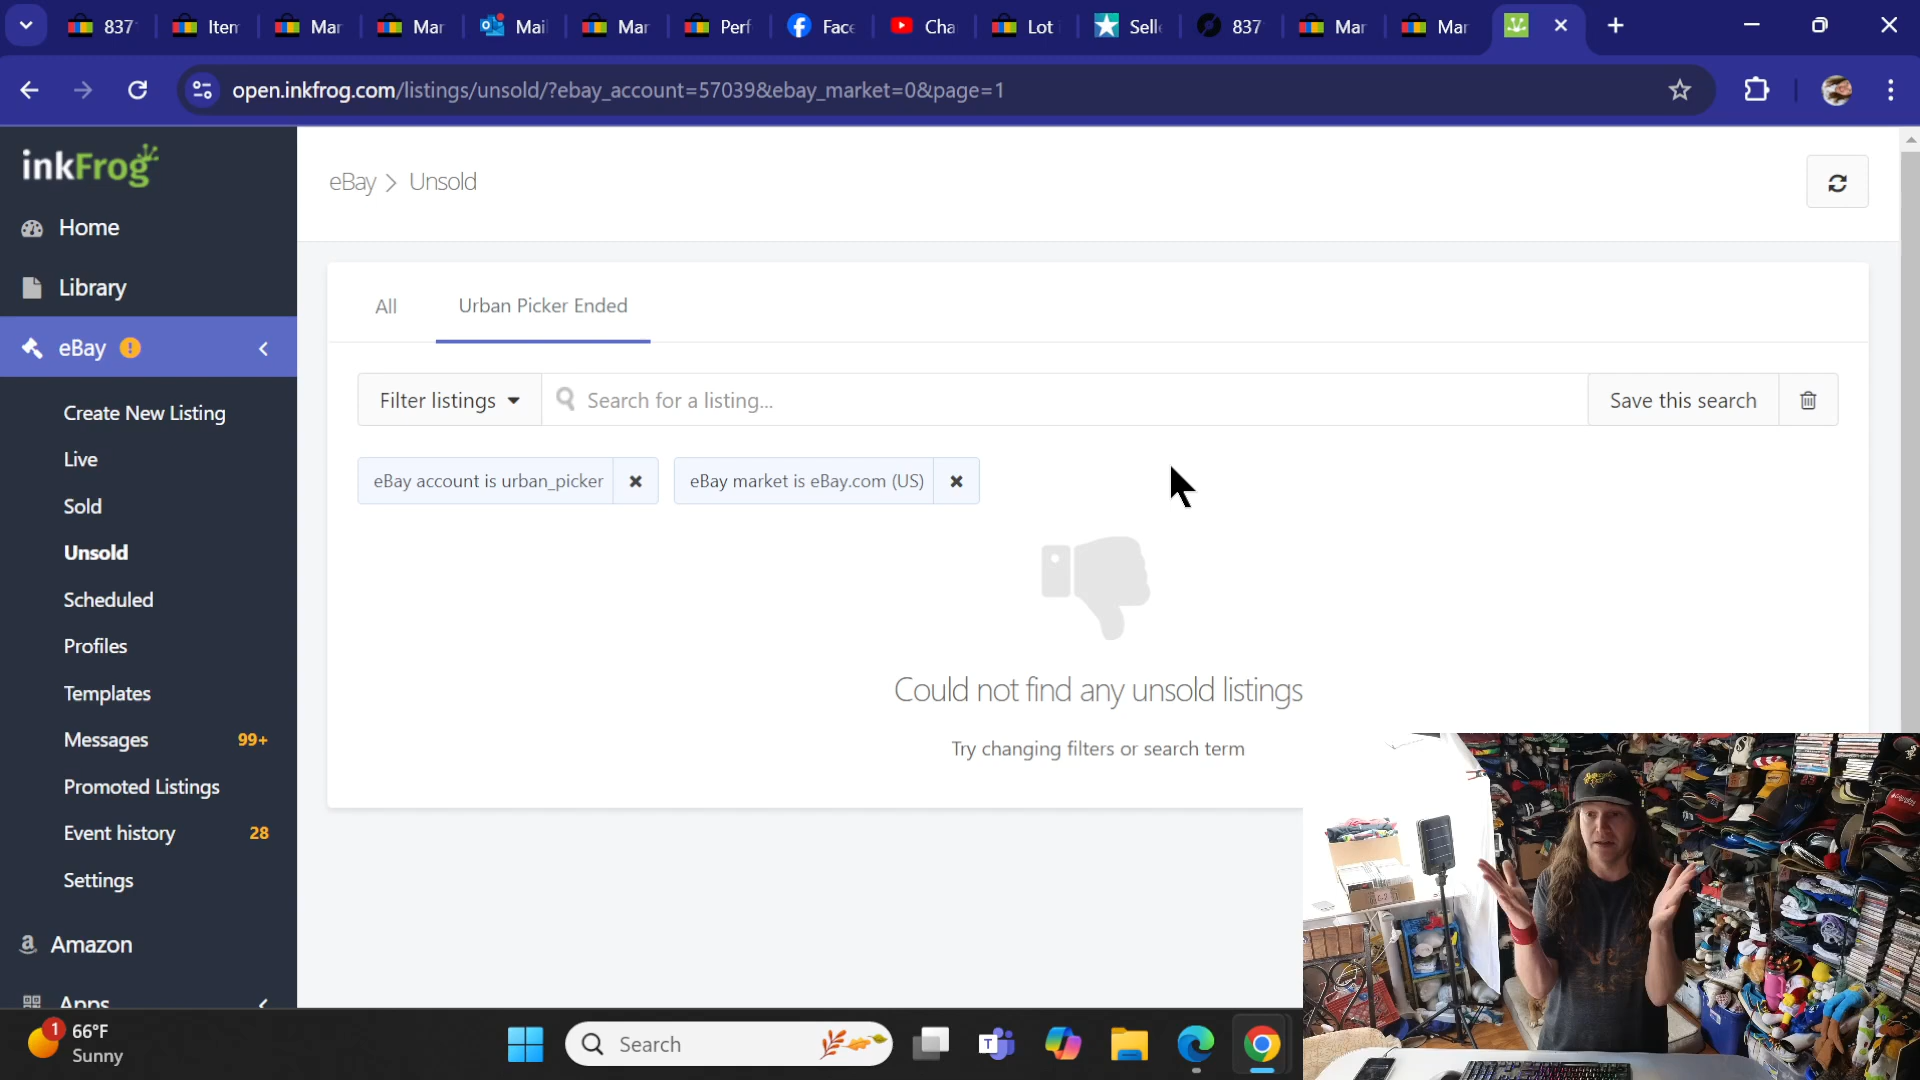 837
Item
Mar
Mar
Mail
Mar
Perf
Face
Cha
Lot
Selle
837
Mar
Mar
open.inkfrog.com/listings/unsold/?ebay_account=57039&ebay_market=0&page=1
inkFrog
Home
Library
eBay
Create New Listing
Live
Sold
Unsold
Scheduled
Profiles
Templates
Messages 99+
Promoted Listings
Event history 28
Settings
Amazon
Apps
eBay > Unsold
All Urban Picker Ended
Filter listings Search for a listing... Save this search
eBay account is urban_picker × eBay market is eBay.com (US) ×
Could not find any unsold listings
Try changing filters or search term
1 66°F
Sunny
Search